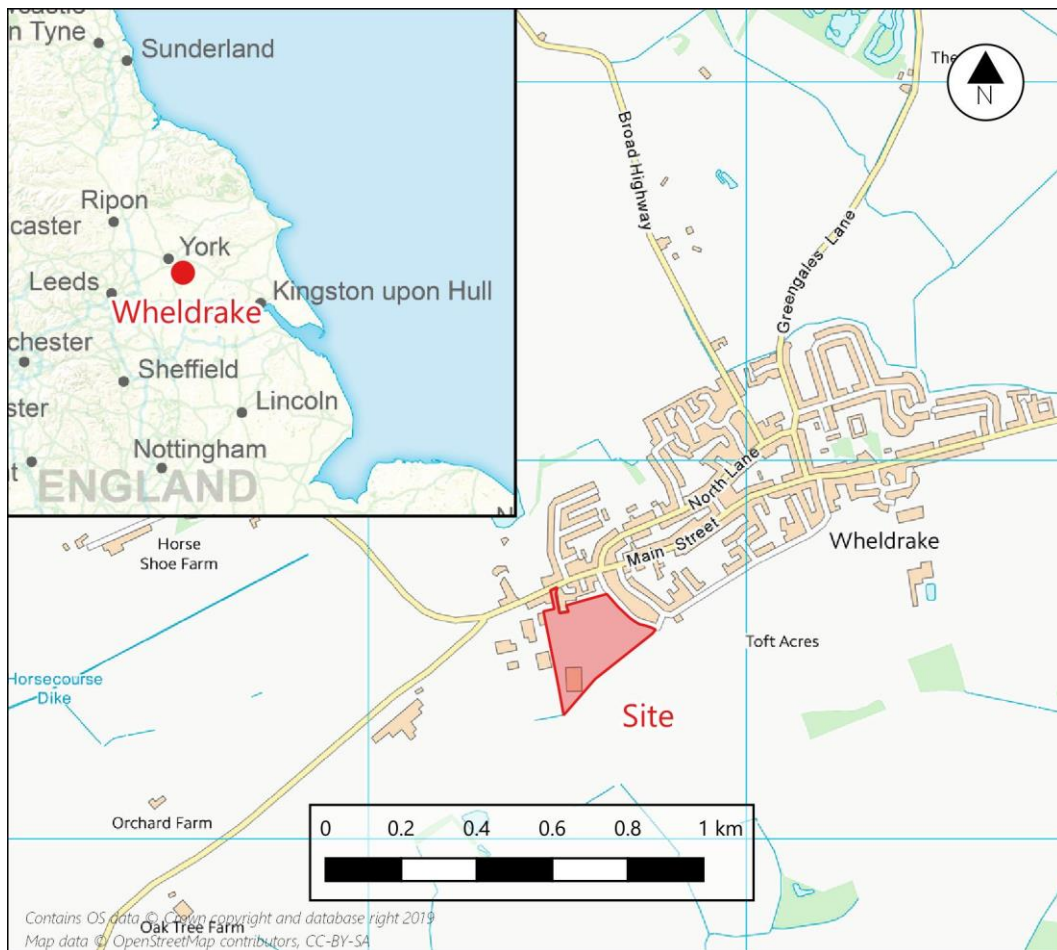 rcastle
n Tyne
Sunderland
Ripon
caster
York
Leeds
Wheldrake
Kingston upon Hull
chester
Sheffield
ster
Lincoln
Nottingham
ENGLAND
N
Broad Highway
Greengales Lane
The
North Lane
Main Street
Wheldrake
Horse
Shoe Farm
Toft Acres
Horsecourse
Dike
Site
Orchard Farm
0 0.2 0.4 0.6 0.8 1 km
Oak Tree Farm
Contains OS data © Crown copyright and database right 2019
Map data © OpenStreetMap contributors, CC-BY-SA